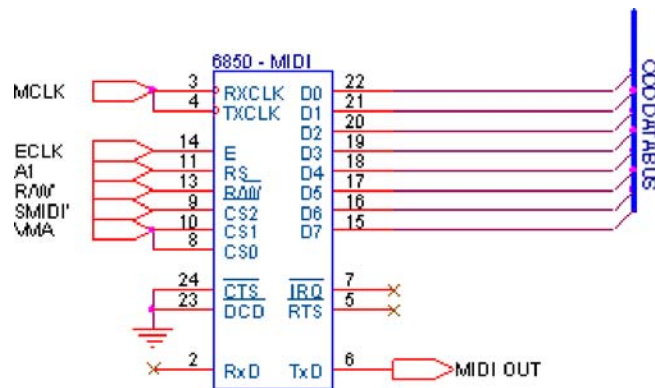 6850 - MIDI
MCLK 3 RXCLK D0 22
4 TXCLK D1 21
D2 20
ECLK 14 E D3 19
A1 11 RS D4 18
R/W' 13 R/W D5 17
SMIDI' 9 CS2 D6 16
VMA 10 CS1 D7 15
8 CS0
24 CTS IRQ 7
23 DCD RTS 5
2 RxD TxD 6 MIDI OUT
ODD DATABUS